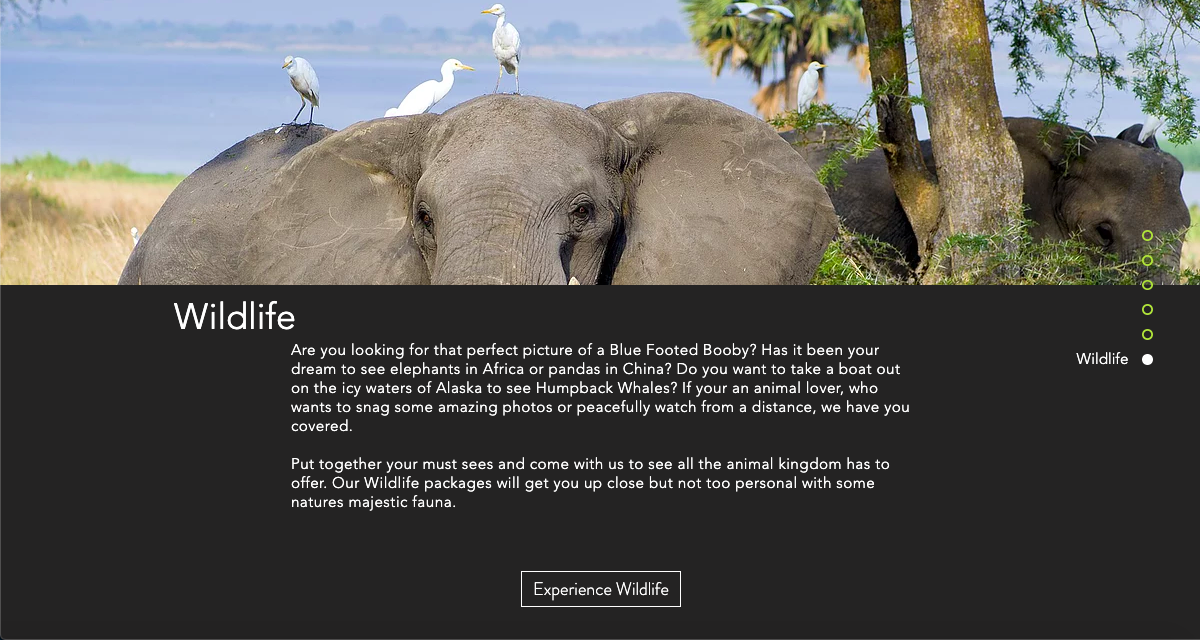 Wildlife
Are you looking for that perfect picture of a Blue Footed Booby? Has it been your
dream to see elephants in Africa or pandas in China? Do you want to take a boat out
on the icy waters of Alaska to see Humpback Whales? If your an animal lover, who
wants to snag some amazing photos or peacefully watch from a distance, we have you
covered.
Put together your must sees and come with us to see all the animal kingdom has to
offer. Our Wildlife packages will get you up close but not too personal with some
natures majestic fauna.
Wildlife
Experience Wildlife